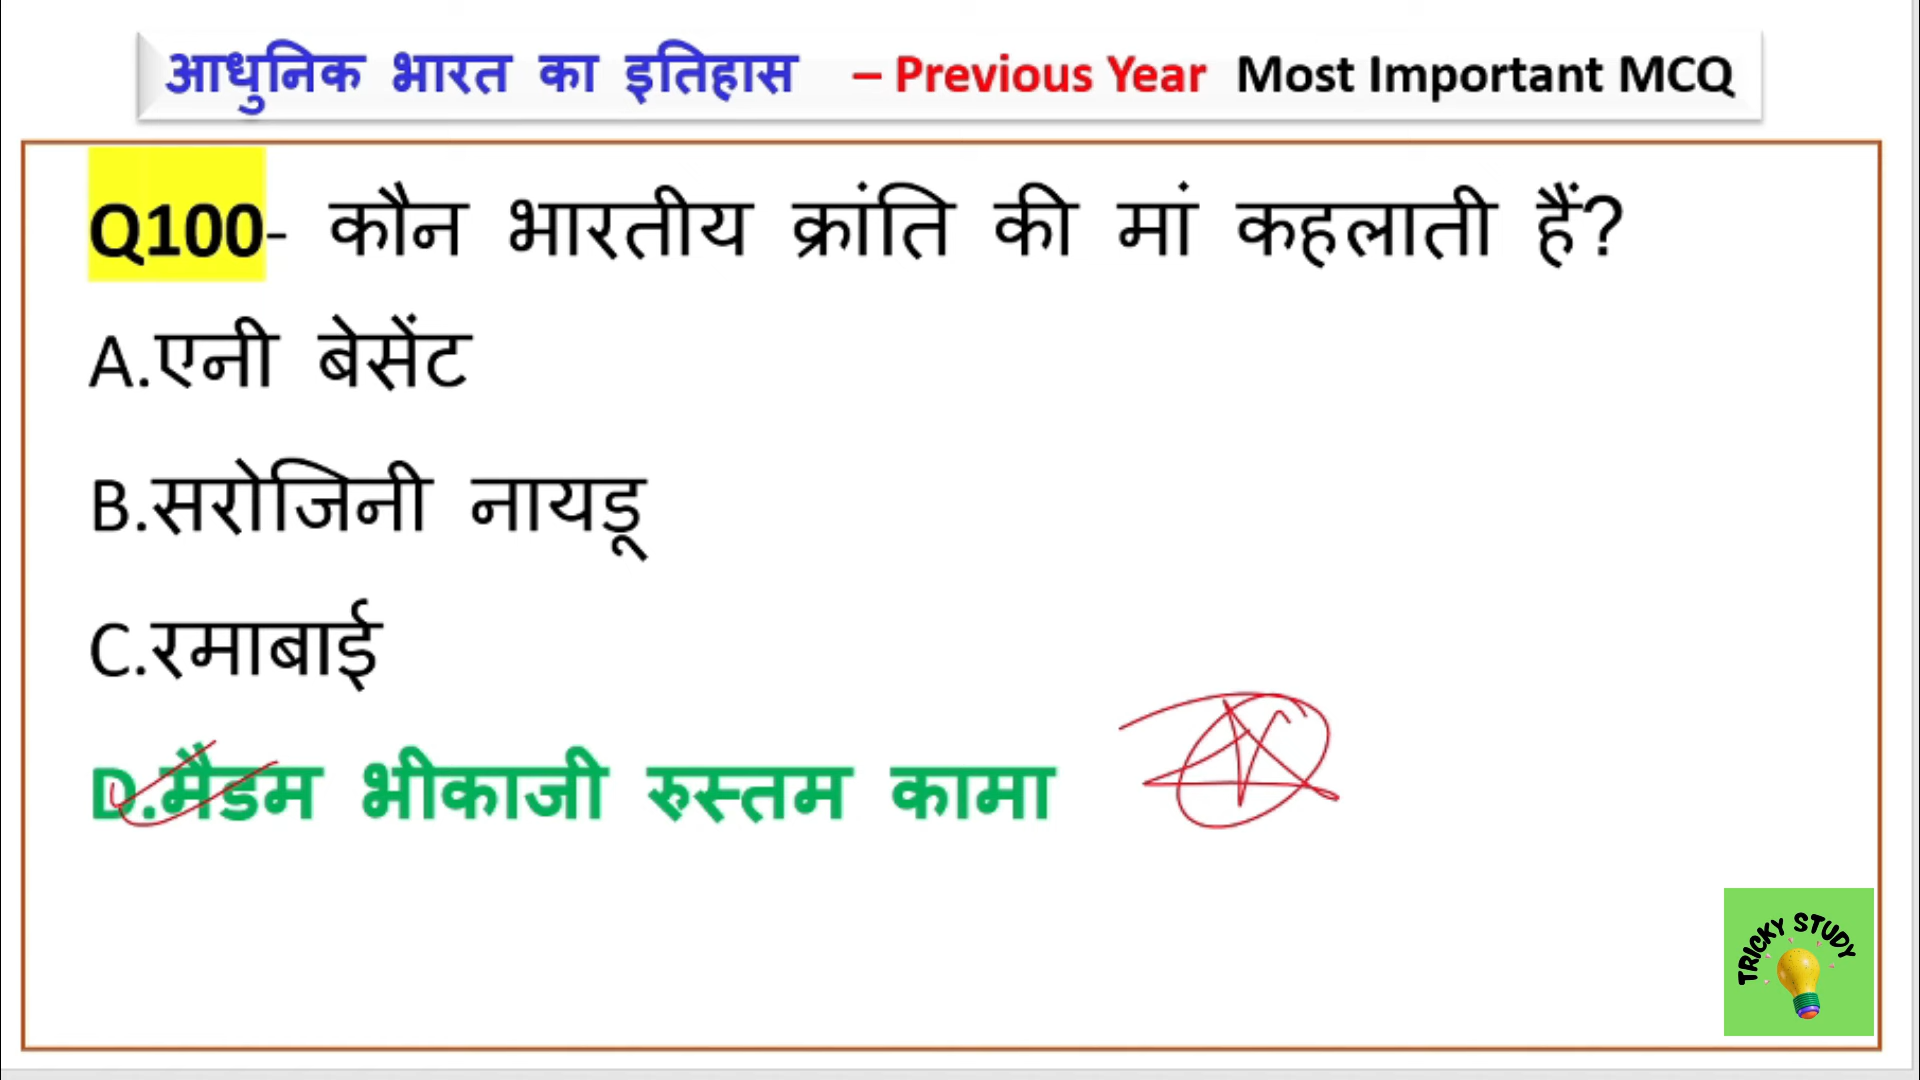 आधुनिक भारत का इतिहास – Previous Year Most Important MCQ
Q100- कौन भारतीय क्रांति की मां कहलाती हैं?
A.एनी बेसेंट
B.सरोजिनी नायडू
C.रमाबाई
D.मैडम भीकाजी रुस्तम कामा
TRICKY STUDY